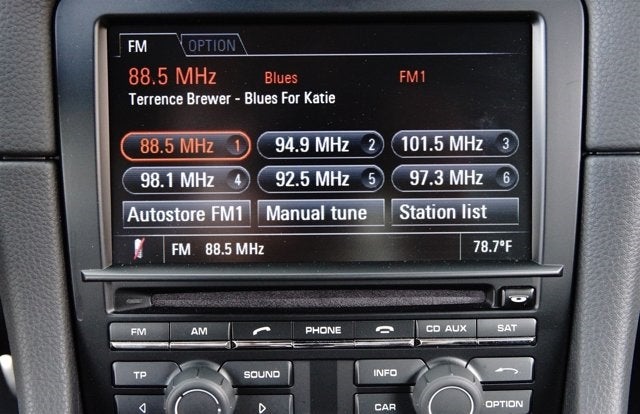 FM OPTION
88.5 MHz Blues FM1
Terrence Brewer - Blues For Katie
88.5 MHz 1 94.9 MHz 2 101.5 MHz 3
98.1 MHz 4 92.5 MHz 5 97.3 MHz 6
Autostore FM1 Manual tune Station list
FM 88.5 MHz 78.7°F
FM AM PHONE CD AUX SAT
TP SOUND INFO
CAR OPTION